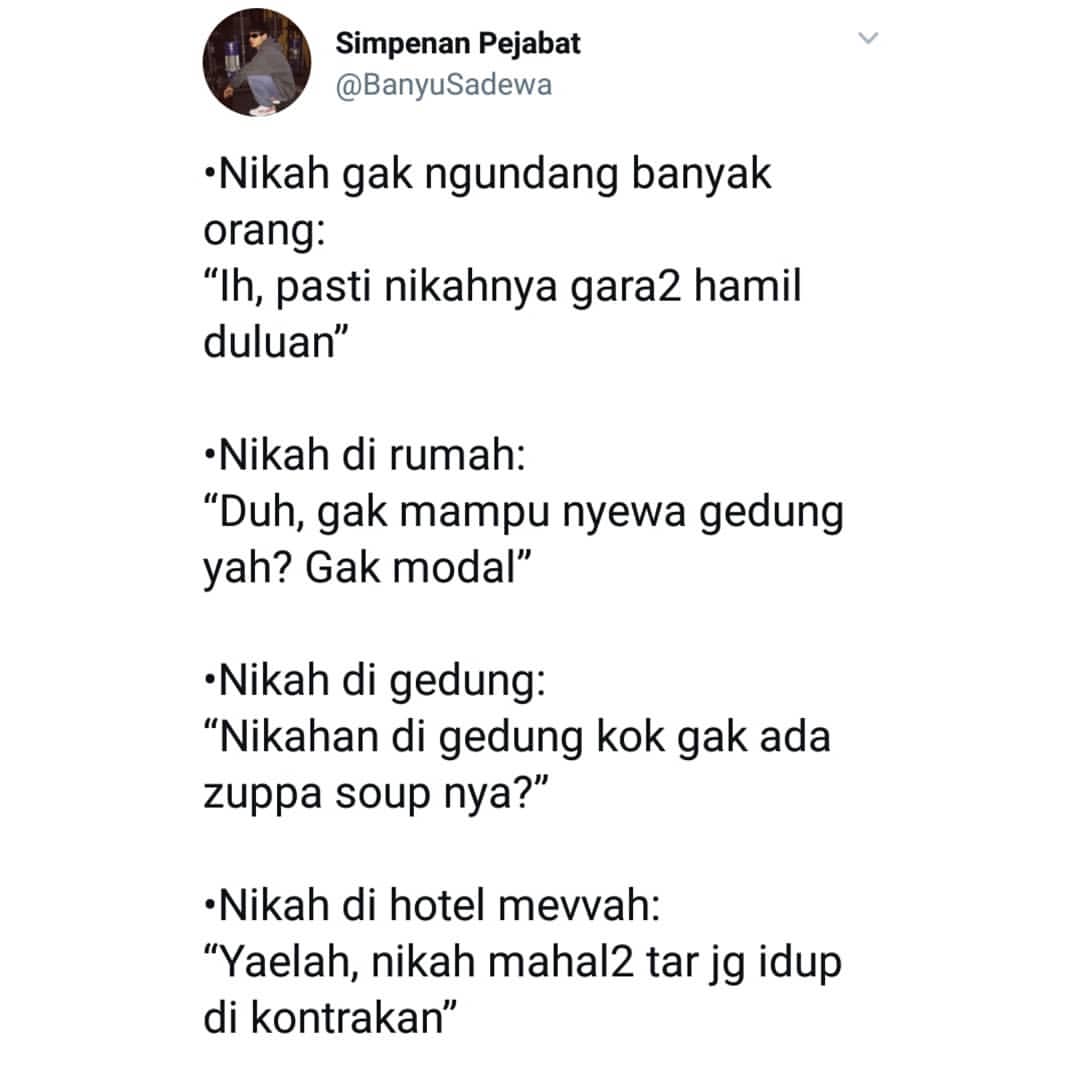 Simpenan Pejabat
@BanyuSadewa
•Nikah gak ngundang banyak
orang:
“Ih, pasti nikahnya gara2 hamil
duluan”
•Nikah di rumah:
“Duh, gak mampu nyewa gedung
yah? Gak modal”
•Nikah di gedung:
“Nikahan di gedung kok gak ada
zuppa soup nya?”
•Nikah di hotel mevvah:
“Yaelah, nikah mahal2 tar jg idup
di kontrakan”